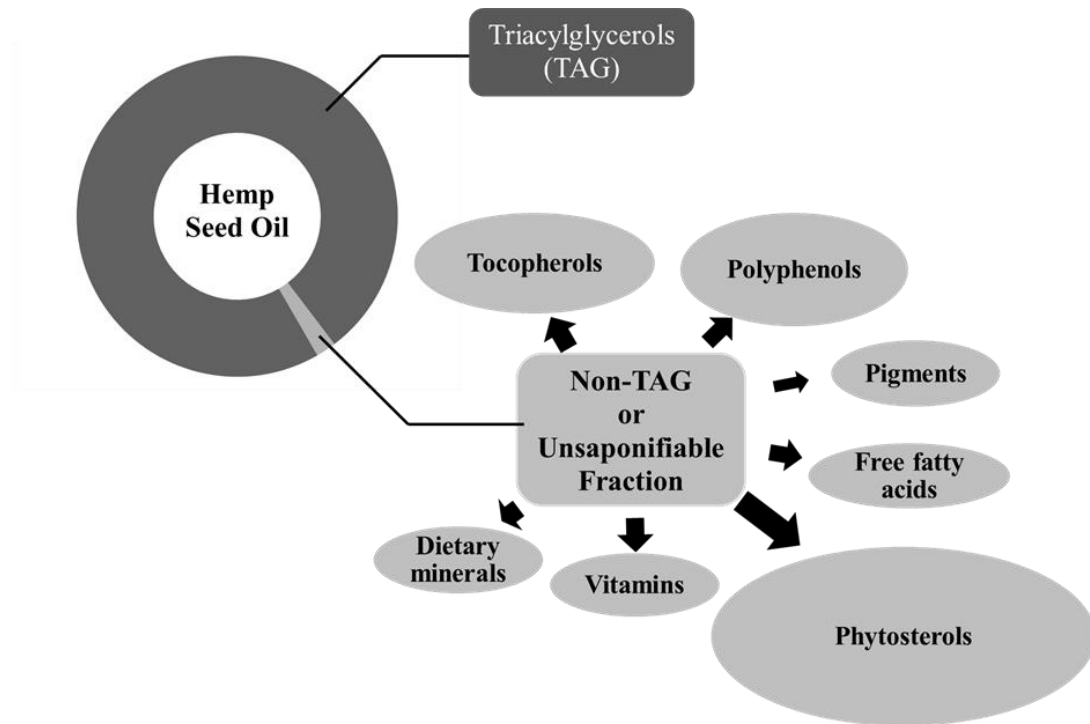 Triacylglycerols
(TAG)
Hemp
Seed Oil
Tocopherols
Polyphenols
Non-TAG
or
Unsaponifiable
Fraction
Pigments
Free fatty
acids
Dietary
minerals
Vitamins
Phytosterols